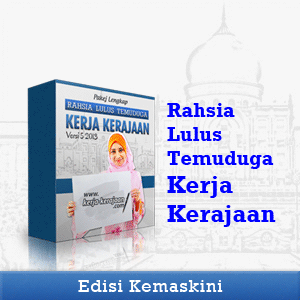 Pakej Lengkap
RAHSIA LULUS TEMUDUGA
KERJA KERAJAAN
Versi 5 2013
www.
kerja-kerajaan
.com
Rahsia
Lulus
Temuduga
Kerja
Kerajaan
Edisi Kemaskini